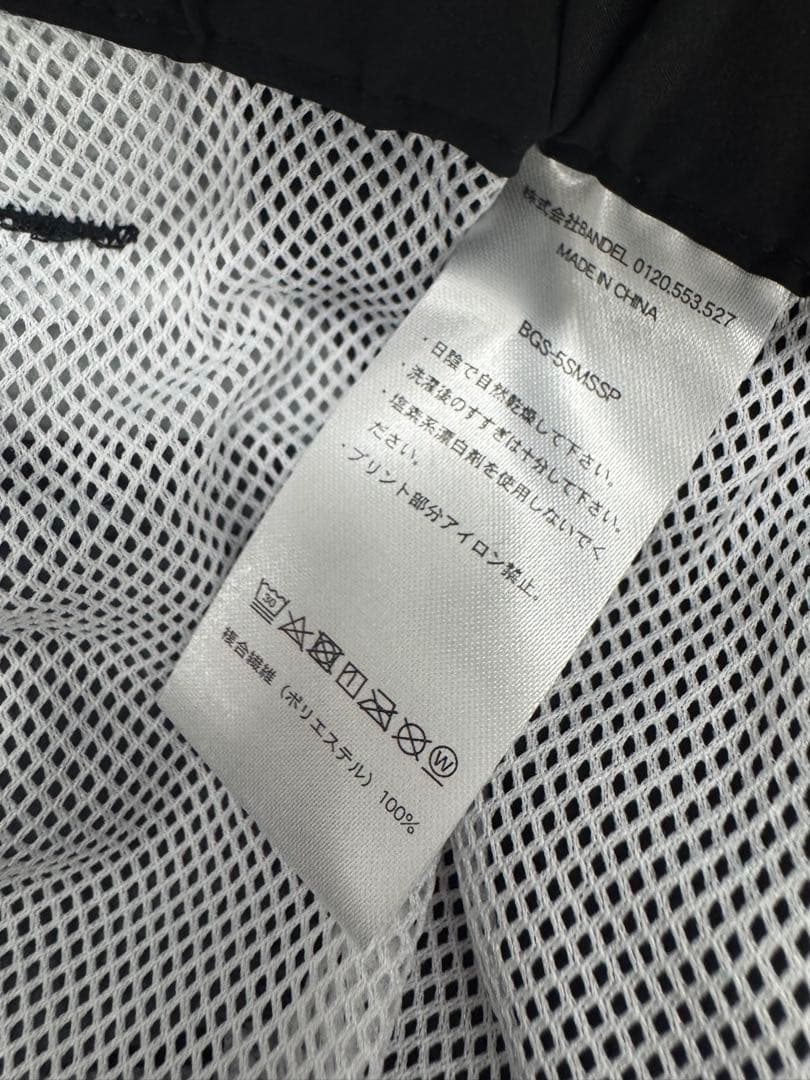 株式会社BANDEL 0120.553.527
MADE IN CHINA
BGS-5SMSSP
・日陰で自然乾燥して下さい。
・洗濯後のすすぎは十分して下さい。
・塩素系漂白剤を使用しないでく
ださい。
・プリント部分アイロン禁止。
30 W
複合繊維（ポリエステル）100%